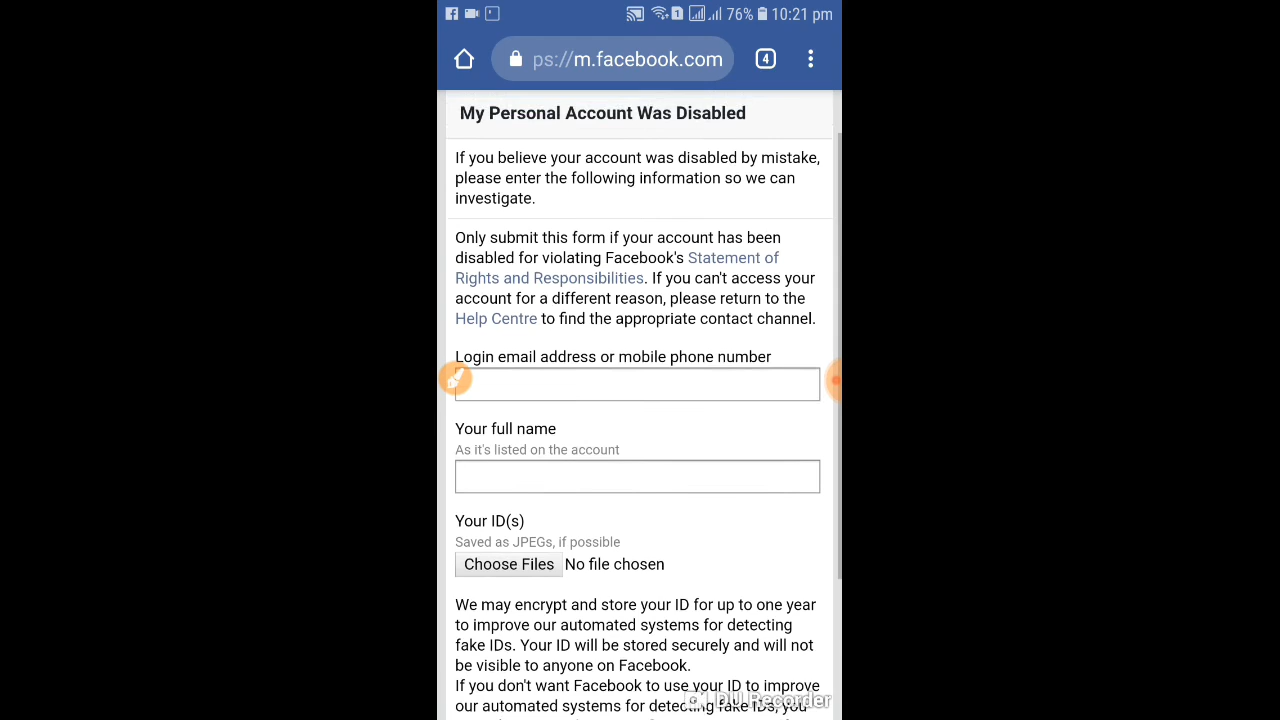 76% 10:21 pm
ps://m.facebook.com
4
My Personal Account Was Disabled
If you believe your account was disabled by mistake,
please enter the following information so we can
investigate.
Only submit this form if your account has been
disabled for violating Facebook's Statement of
Rights and Responsibilities. If you can't access your
account for a different reason, please return to the
Help Centre to find the appropriate contact channel.
Login email address or mobile phone number
Your full name
As it's listed on the account
Your ID(s)
Saved as JPEGs, if possible
Choose Files No file chosen
We may encrypt and store your ID for up to one year
to improve our automated systems for detecting
fake IDs. Your ID will be stored securely and will not
be visible to anyone on Facebook.
If you don't want Facebook to use your ID to improve
our automated systems for detecting fake IDs, you
DU Recorder